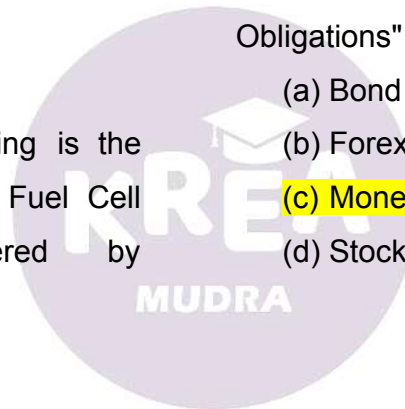 ing is the
Fuel Cell
ered by
Obligations"
(a) Bond
(b) Forex
(c) Mone
(d) Stock
KREA
MUDRA